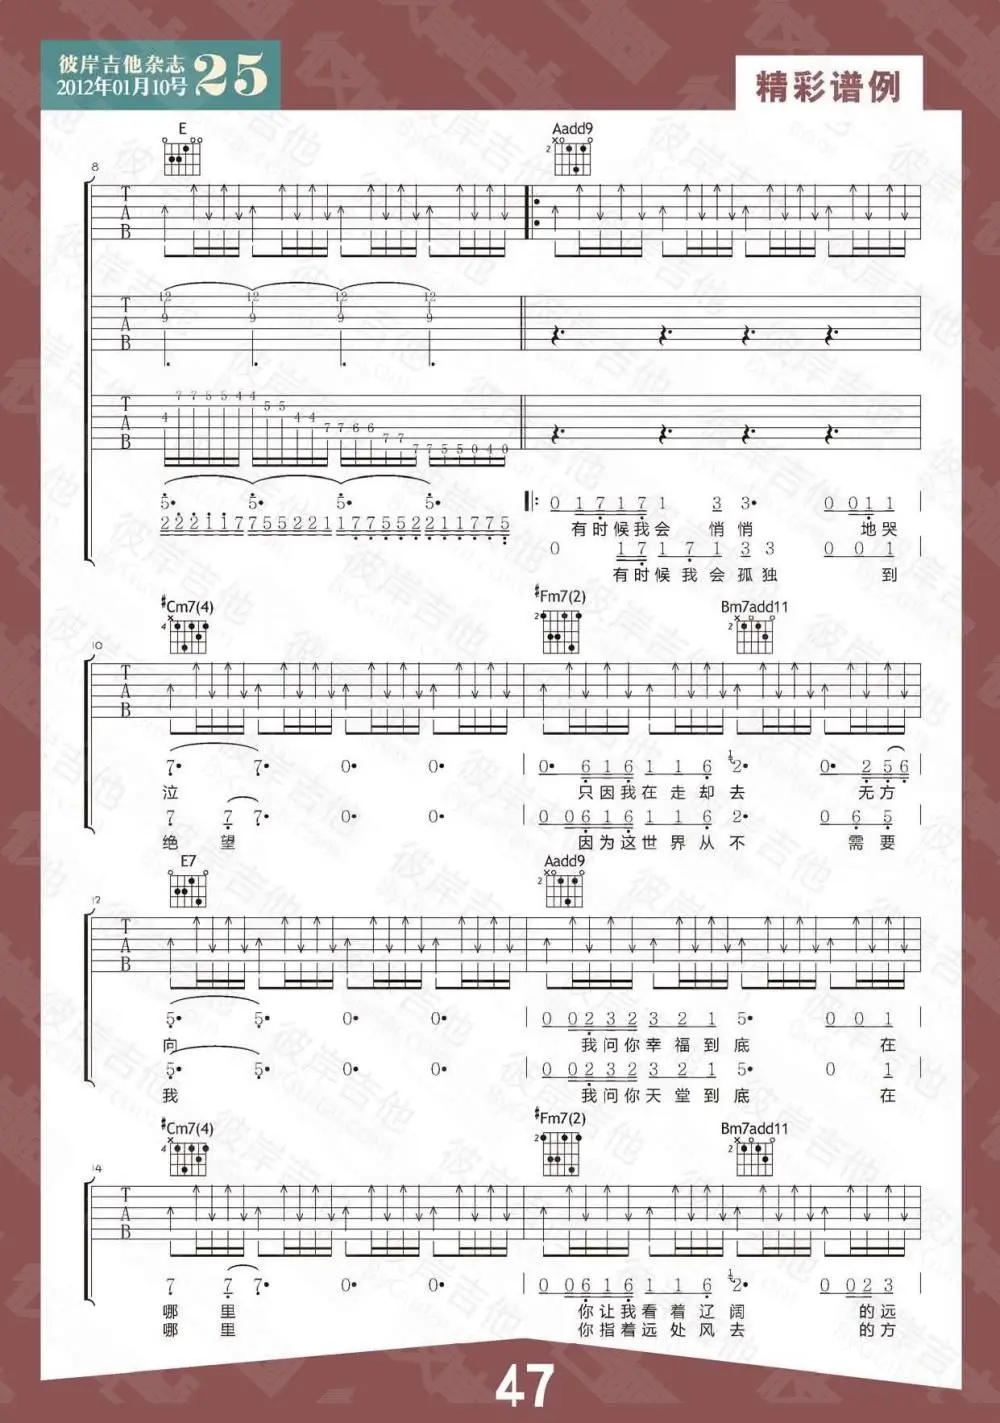 彼岸吉他杂志
2012年01月10号 25
精彩谱例
E Aadd9
2
8
T A B
12 12 12 12
9 9 9 9
T A B
7 7 5 5 4 4
4 5 5 4 4 7 7 6 6 7 7 7 7 5 5 0 4 0
T A B
5• 5• 5• 5• 0 1 7 1 7 1 3 3• 0 0 1 1
2 2 2 1 1 7 5 5 2 2 1 1 7 7 5 5 2 2 1 1 7 7 5
有时候我会 悄悄 地哭
0 1 7 1 7 1 3 3 0 0 1
有时候我会孤独 到
#Cm7(4) #Fm7(2) Bm7add11
4 2 2
10
T A B
7• 7• 0• 0• 0• 6 1 6 1 1 6 2• 0• 2 5 6
泣 只因我在走却去 无方
7 7 7• 0• 0• 0 0 6 1 6 1 1 6 2• 0 6 5
绝望 因为这世界从不 需要
E7 Aadd9
2
12
T A B
5• 5• 0• 0• 0 0 2 3 2 3 2 1 5• 0 0 1
向 我问你幸福到底 在
5• 5• 0• 0• 0 0 2 3 2 3 2 2 1 5• 0 1
我 我问你天堂到底 在
#Cm7(4) #Fm7(2) Bm7add11
4 2 2
14
T A B
7 7 7• 0• 0• 0 0 6 1 6 1 1 6 2• 0 0 2 3
哪里 你让我看着辽阔 的远
哪里 你指着远处风去 的方
47